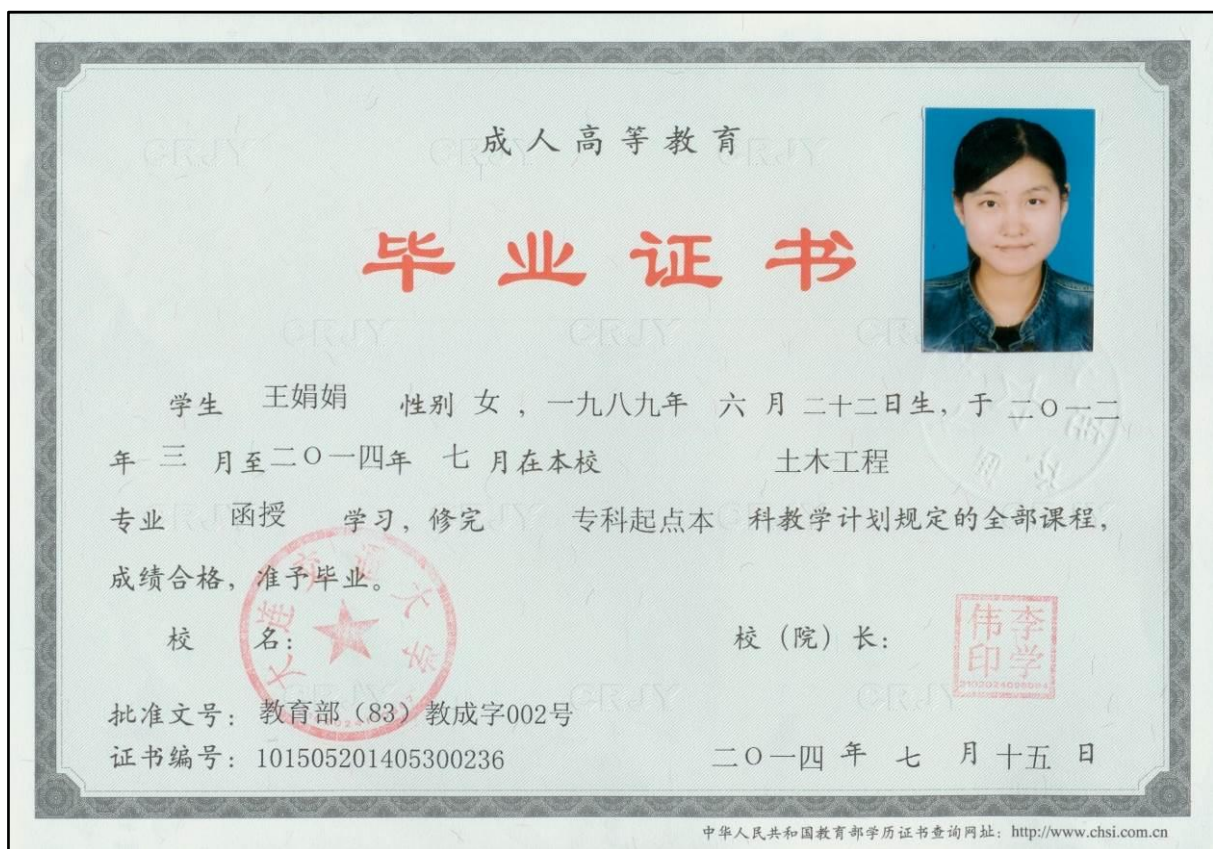 成人高等教育
毕业证书
学生 王娟娟 性别 女 ，一九八九年 六 月 二十二日生，于 二〇一二
年 三 月至二〇一四年 七 月在本校 土木工程
专业 函授 学习，修完 专科起点本 科教学计划规定的全部课程，
成绩合格，准予毕业。
大连交通大学
校 名： 校（院）长：
李学伟印
2102024098094
批准文号：教育部（83）教成字002号
证书编号：101505201405300236 二〇一四 年 七 月 十五 日
中华人民共和国教育部学历证书查询网址：http://www.chsi.com.cn